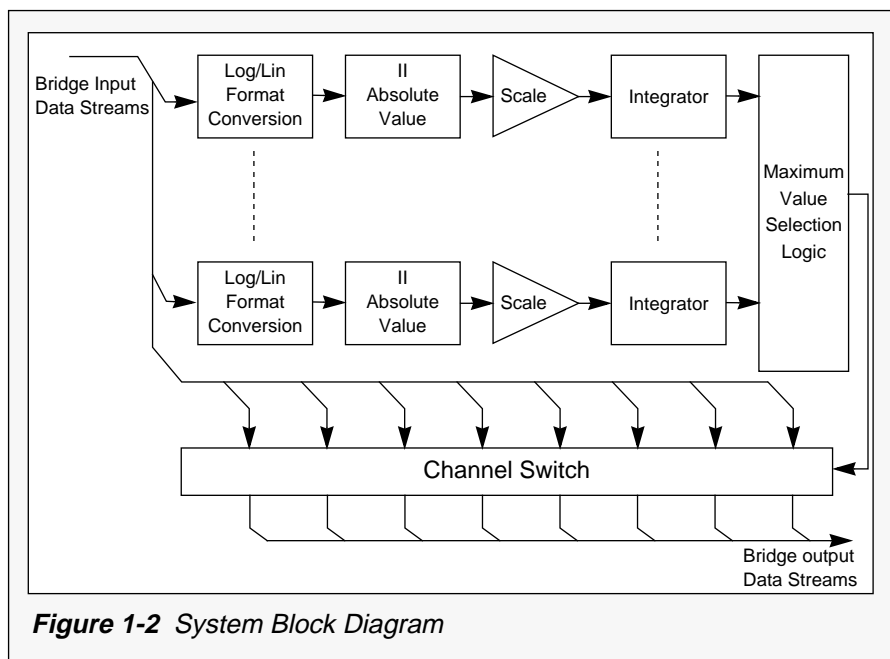 Bridge Input
Data Streams
Log/Lin
Format
Conversion
II
Absolute
Value
Scale
Integrator
Maximum
Value
Selection
Logic
Log/Lin
Format
Conversion
II
Absolute
Value
Scale
Integrator
Channel Switch
Bridge output
Data Streams
Figure 1-2 System Block Diagram